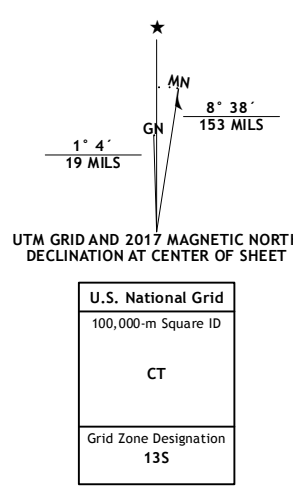 ★
MN
GN
8° 38´
153 MILS
1° 4´
19 MILS
UTM GRID AND 2017 MAGNETIC NORTH
DECLINATION AT CENTER OF SHEET
U.S. National Grid
100,000-m Square ID
CT
Grid Zone Designation
13S